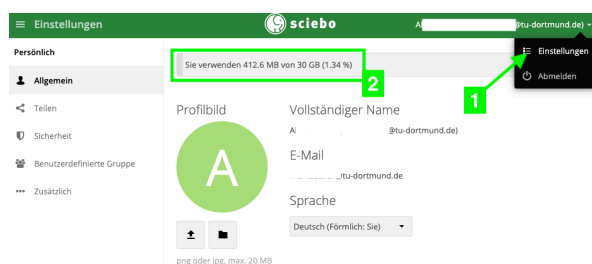 Einstellungen
sciebo
A
@tu-dortmund.de)
Persönlich
Einstellungen
Abmelden
Sie verwenden 412.6 MB von 30 GB (1.34 %)
2
1
Allgemein
Teilen
Sicherheit
Benutzerdefinierte Gruppe
Zusätzlich
Profilbild
A
Vollständiger Name
A
@tu-dortmund.de)
E-Mail
tu-dortmund.de
Sprache
Deutsch (Förmlich: Sie)
png oder jpg, max. 20 MB